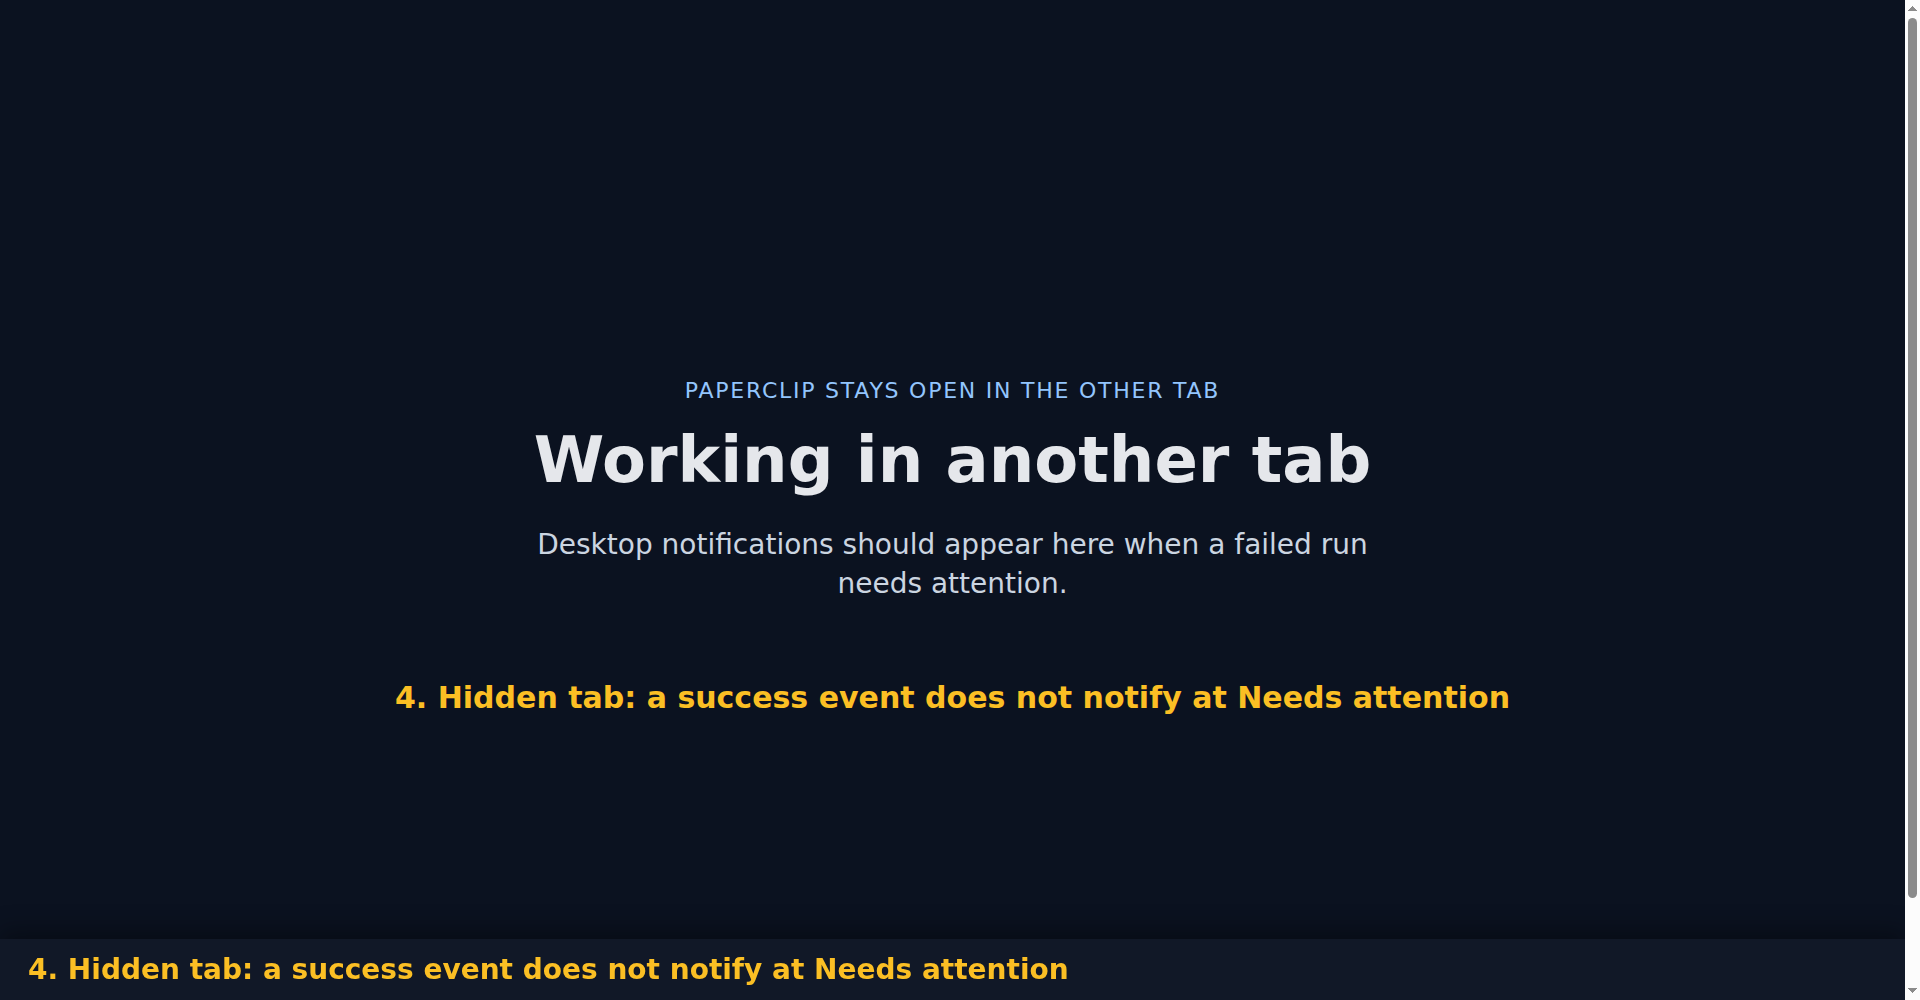 PAPERCLIP STAYS OPEN IN THE OTHER TAB
Working in another tab
Desktop notifications should appear here when a failed run
needs attention.
4. Hidden tab: a success event does not notify at Needs attention
4. Hidden tab: a success event does not notify at Needs attention